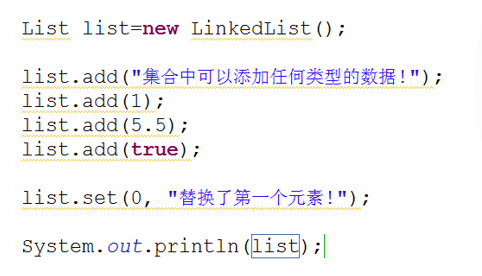 List list=new LinkedList();
list.add("集合中可以添加任何类型的数据!");
list.add(1);
list.add(5.5);
list.add(true);
list.set(0, "替换了第一个元素!");
System.out.println(list);